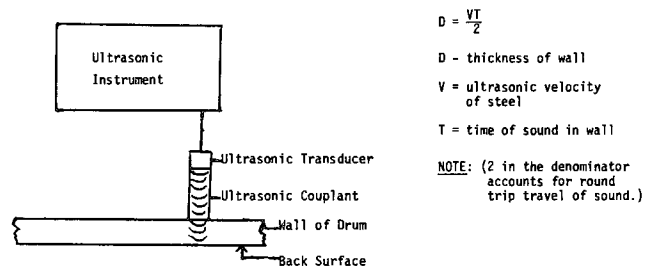 Ultrasonic
Instrument
Ultrasonic Transducer
Ultrasonic Couplant
Wall of Drum
Back Surface
D = VT/2
D - thickness of wall
V = ultrasonic velocity
of steel
T = time of sound in wall
NOTE: (2 in the denominator
accounts for round
trip travel of sound.)